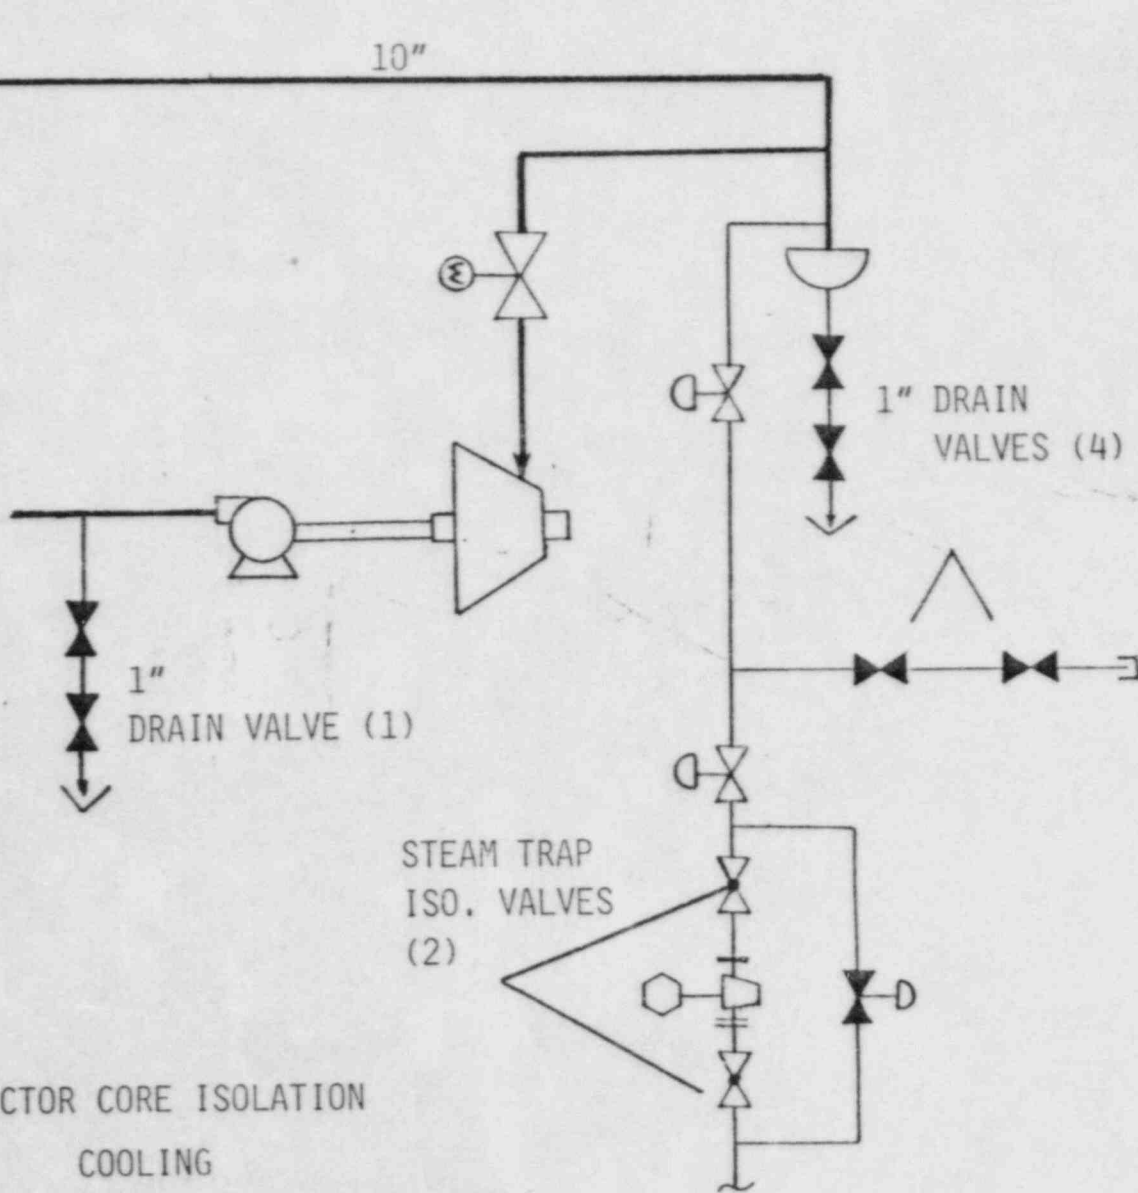 10"
1" DRAIN
VALVES (4)
1"
DRAIN VALVE (1)
STEAM TRAP
ISO. VALVES
(2)
CTOR CORE ISOLATION
COOLING